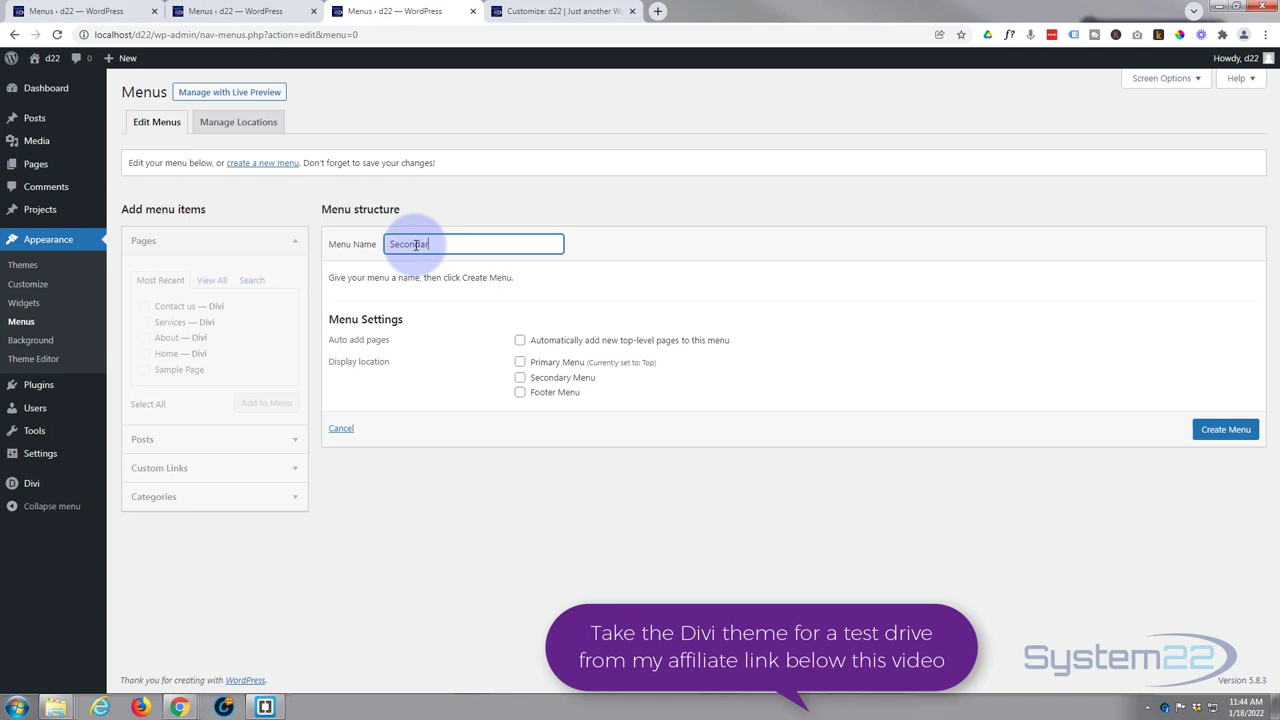 Menus ‹ d22 — WordPress
Menus ‹ d22 — WordPress
Menus ‹ d22 — WordPress
Customize: d22 | Just another W
localhost/d22/wp-admin/nav-menus.php?action=edit&menu=0
d22
0
New
Howdy, d22
Dashboard
Posts
Media
Pages
Comments
Projects
Appearance
Themes
Customize
Widgets
Menus
Background
Theme Editor
Plugins
Users
Tools
Settings
Divi
Collapse menu
Menus
Manage with Live Preview
Screen Options
Help
Edit Menus
Manage Locations
Edit your menu below, or create a new menu. Don't forget to save your changes!
Add menu items
Pages
Most Recent
View All
Search
Contact us — Divi
Services — Divi
About — Divi
Home — Divi
Sample Page
Select All
Add to Menu
Posts
Custom Links
Categories
Menu structure
Menu Name
Secondar
Give your menu a name, then click Create Menu.
Menu Settings
Auto add pages
Automatically add new top-level pages to this menu
Display location
Primary Menu (Currently set to: Top)
Secondary Menu
Footer Menu
Cancel
Create Menu
Take the Divi theme for a test drive
from my affiliate link below this video
System22
Thank you for creating with WordPress.
Version 5.8.3
11:44 AM
1/18/2022